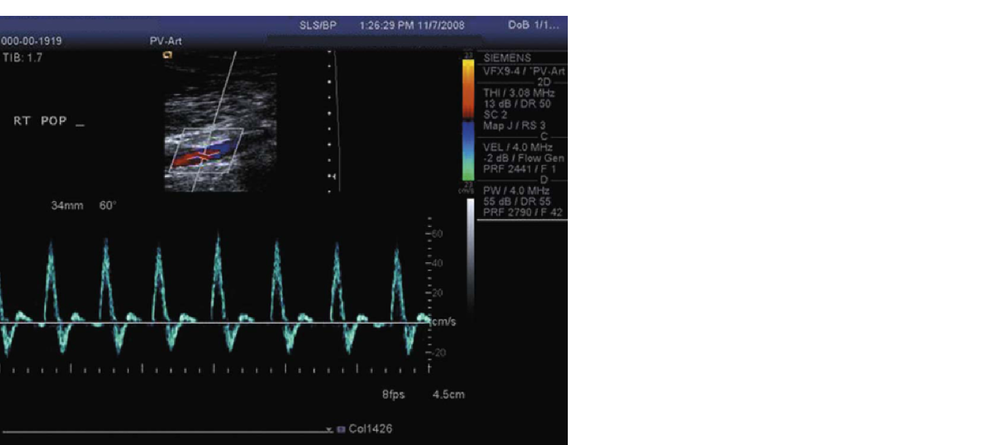 SLS/BP 1:26:29 PM 11/7/2008 DoB 1/1...
000-00-1919 PV-Art
TIB: 1.7
RT POP _
23
23
cm/s
SIEMENS
VFX9-4 / *PV-Art
2D
THI / 3.08 MHz
13 dB / DR 50
SC 2
Map J / RS 3
C
VEL / 4.0 MHz
-2 dB / Flow Gen
PRF 2441 / F 1
D
PW / 4.0 MHz
55 dB / DR 55
PRF 2790 / F 42
34mm 60°
60
40
20
cm/s
-20
8fps 4.5cm
Col1426